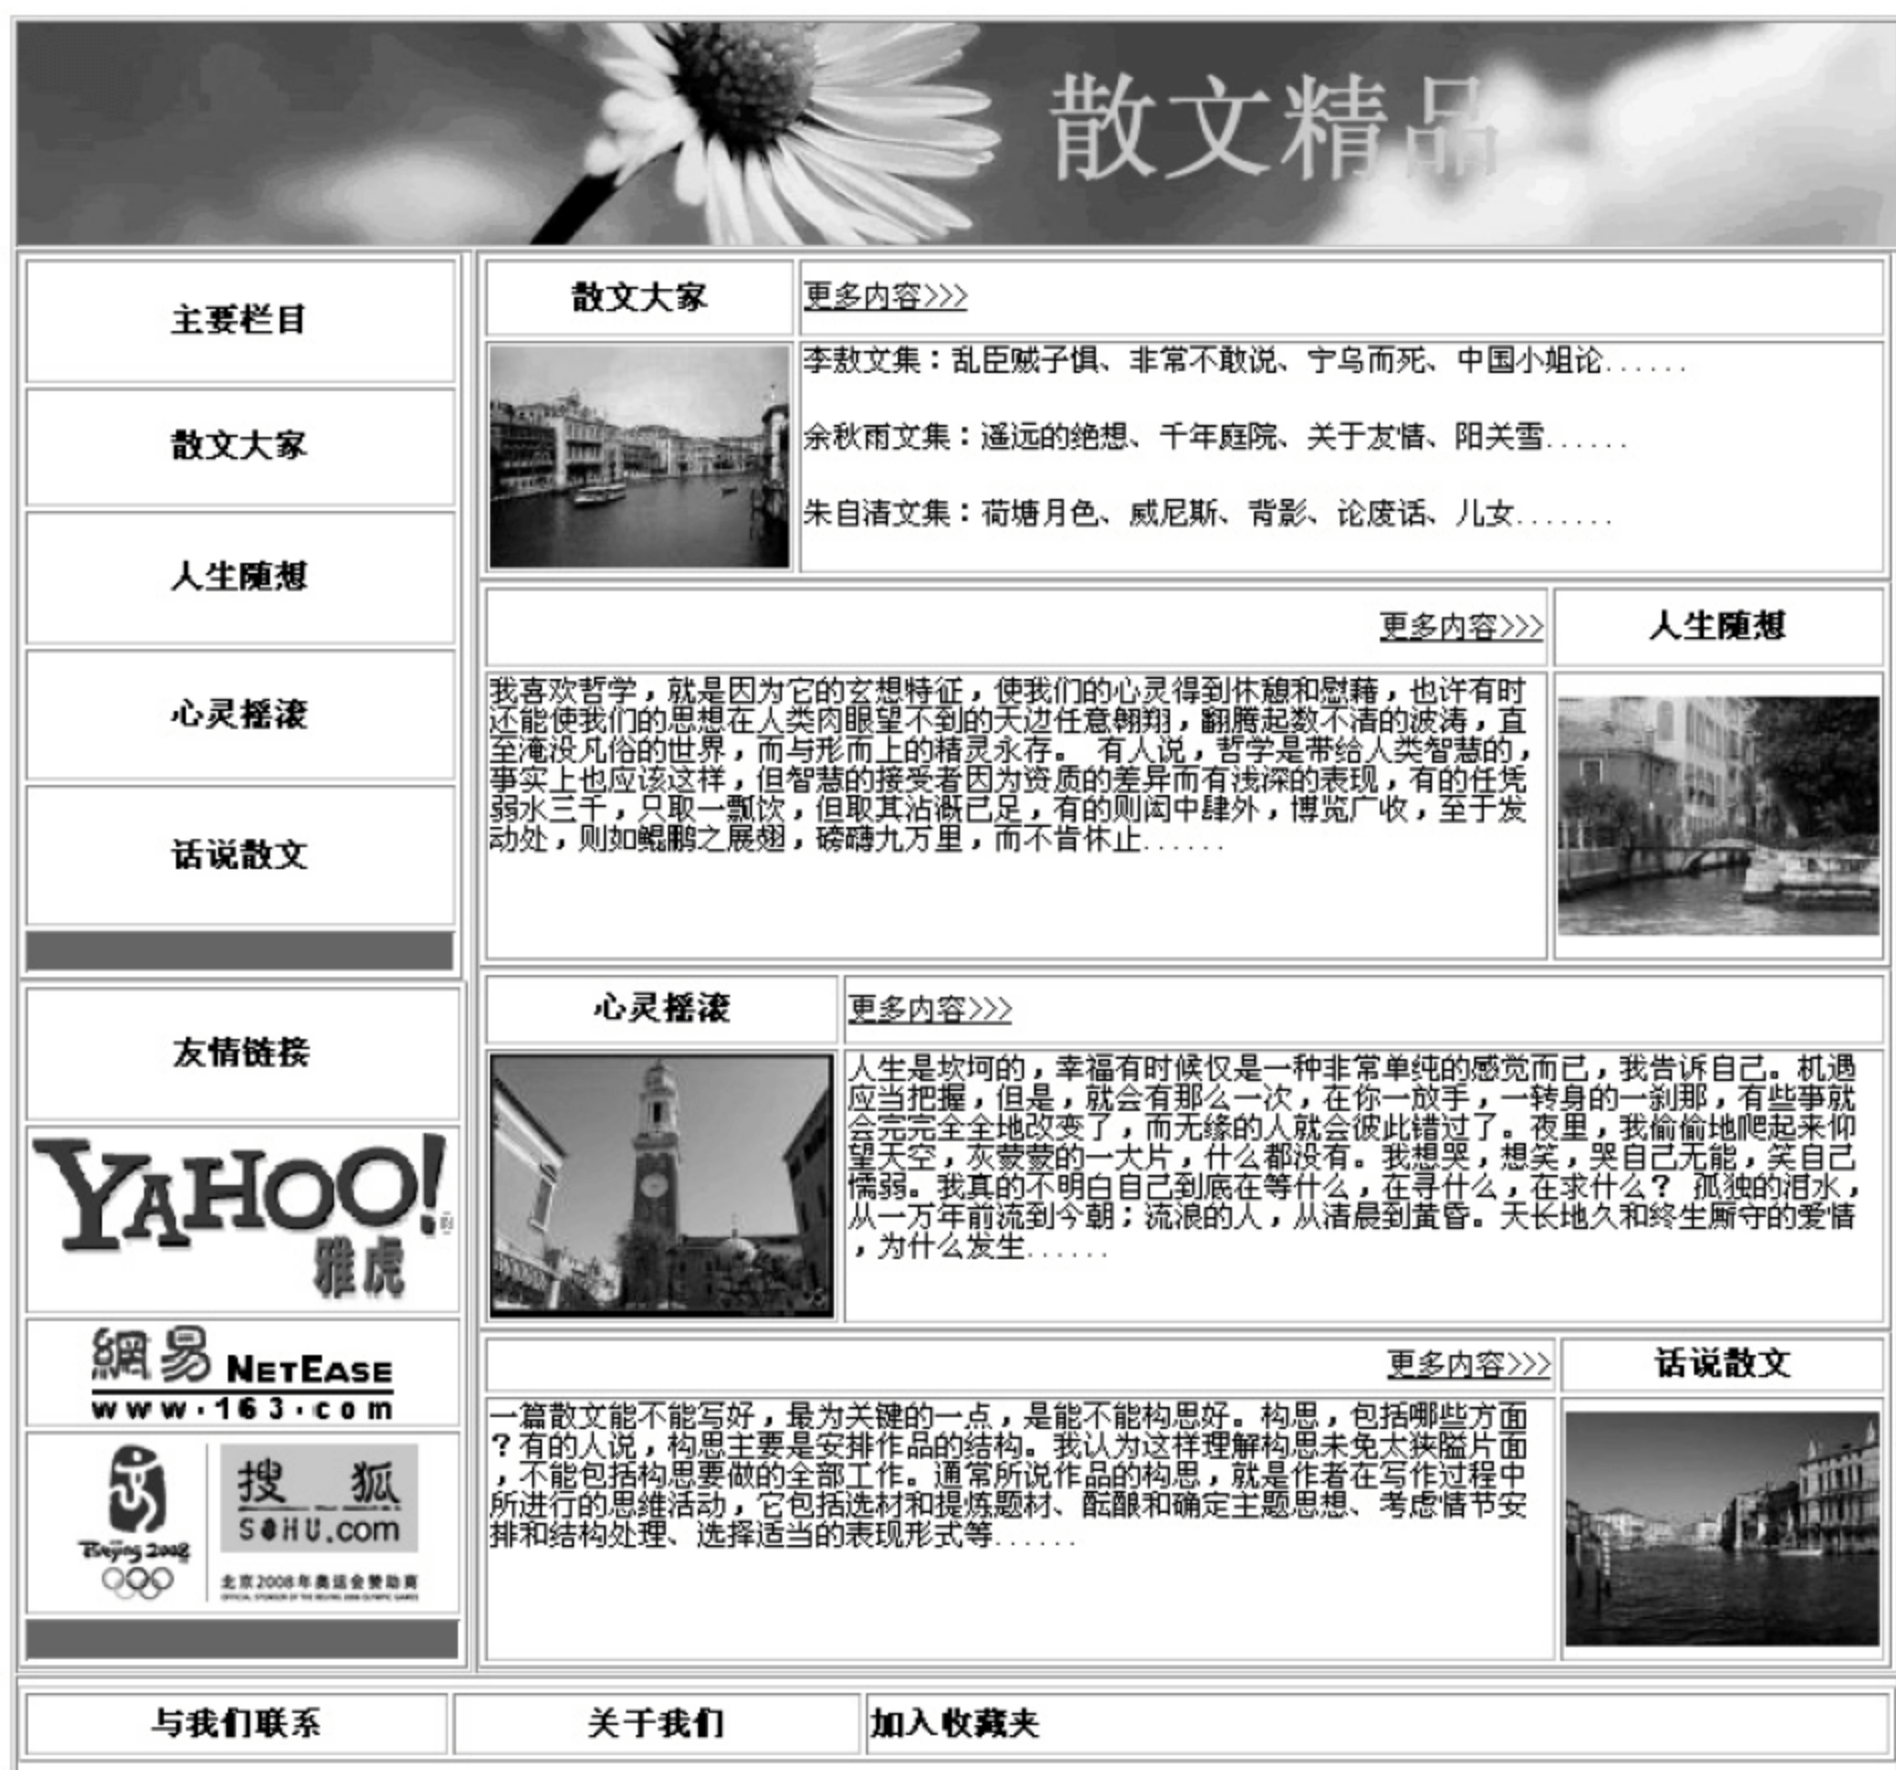 散文精品
主要栏目
散文大家
人生随想
心灵摇滚
话说散文
友情链接
YAHOO!
雅虎
網易 NETEASE
www.163.com
Beijing 2008
搜 狐
SOHU.com
北京2008年奥运会赞助商
散文大家
更多内容>>>
李敖文集：乱臣贼子惧、非常不敢说、宁鸟而死、中国小姐论......
余秋雨文集：遥远的绝想、千年庭院、关于友情、阳关雪......
朱自清文集：荷塘月色、威尼斯、背影、论废话、儿女.......
更多内容>>>
人生随想
我喜欢哲学，就是因为它的玄想特征，使我们的心灵得到休憩和慰藉，也许有时
还能使我们的思想在人类肉眼望不到的天边任意翱翔，翻腾起数不清的波涛，直
至淹没凡俗的世界，而与形而上的精灵永存。 有人说，哲学是带给人类智慧的，
事实上也应该这样，但智慧的接受者因为资质的差异而有浅深的表现，有的任凭
弱水三千，只取一瓢饮，但取其沾溉已足，有的则闳中肆外，博览广收，至于发
动处，则如鲲鹏之展翅，磅礴九万里，而不肯休止......
心灵摇滚
更多内容>>>
人生是坎坷的，幸福有时候仅是一种非常单纯的感觉而已，我告诉自己。机遇
应当把握，但是，就会有那么一次，在你一放手，一转身的一刹那，有些事就
会完完全全地改变了，而无缘的人就会彼此错过了。夜里，我偷偷地爬起来仰
望天空，灰蒙蒙的一大片，什么都没有。我想哭，想笑，哭自己无能，笑自己
懦弱。我真的不明白自己到底在等什么，在寻什么，在求什么？ 孤独的泪水，
从一万年前流到今朝；流浪的人，从清晨到黄昏。天长地久和终生厮守的爱情
，为什么发生......
更多内容>>>
话说散文
一篇散文能不能写好，最为关键的一点，是能不能构思好。构思，包括哪些方面
？有的人说，构思主要是安排作品的结构。我认为这样理解构思未免太狭隘片面
，不能包括构思要做的全部工作。通常所说作品的构思，就是作者在写作过程中
所进行的思维活动，它包括选材和提炼题材、酝酿和确定主题思想、考虑情节安
排和结构处理、选择适当的表现形式等......
与我们联系
关于我们
加入收藏夹